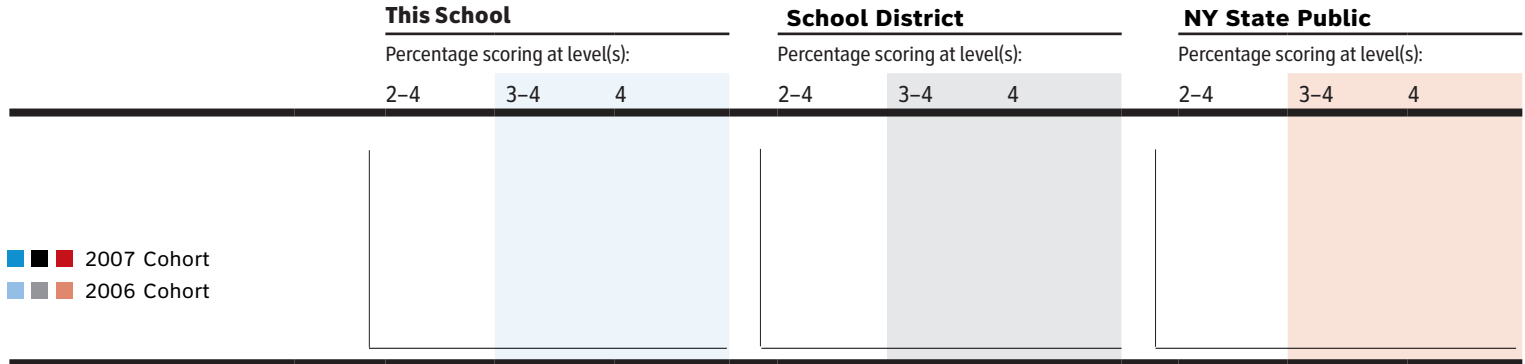 This School School District NY State Public
Percentage scoring at level(s): Percentage scoring at level(s): Percentage scoring at level(s):
2–4 3–4 4 2–4 3–4 4 2–4 3–4 4
2007 Cohort
2006 Cohort